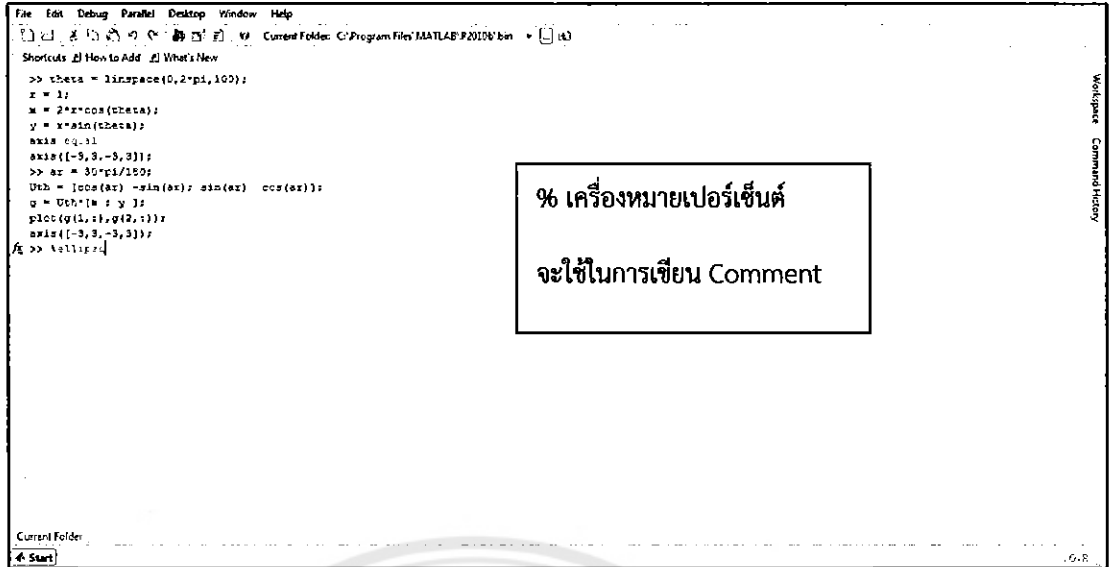 File Edit Debug Parallel Desktop Window Help
Current Folder: C:\Program Files\MATLAB\R2010b\bin
Shortcuts How to Add What's New
>> theta = linspace(0,2*pi,100);
r = 1;
x = 2*r*cos(theta);
y = r*sin(theta);
axis equal
axis([-3,3,-3,3]);
>> ar = 30*pi/180;
Uth = [cos(ar) -sin(ar); sin(ar) cos(ar)];
g = Uth*[x ; y ];
plot(g(1,:),g(2,:));
axis([-3,3,-3,3]);
fx >> %ellipse
% เครื่องหมายเปอร์เซ็นต์
จะใช้ในการเขียน Comment
Workspace
Command History
Current Folder
Start